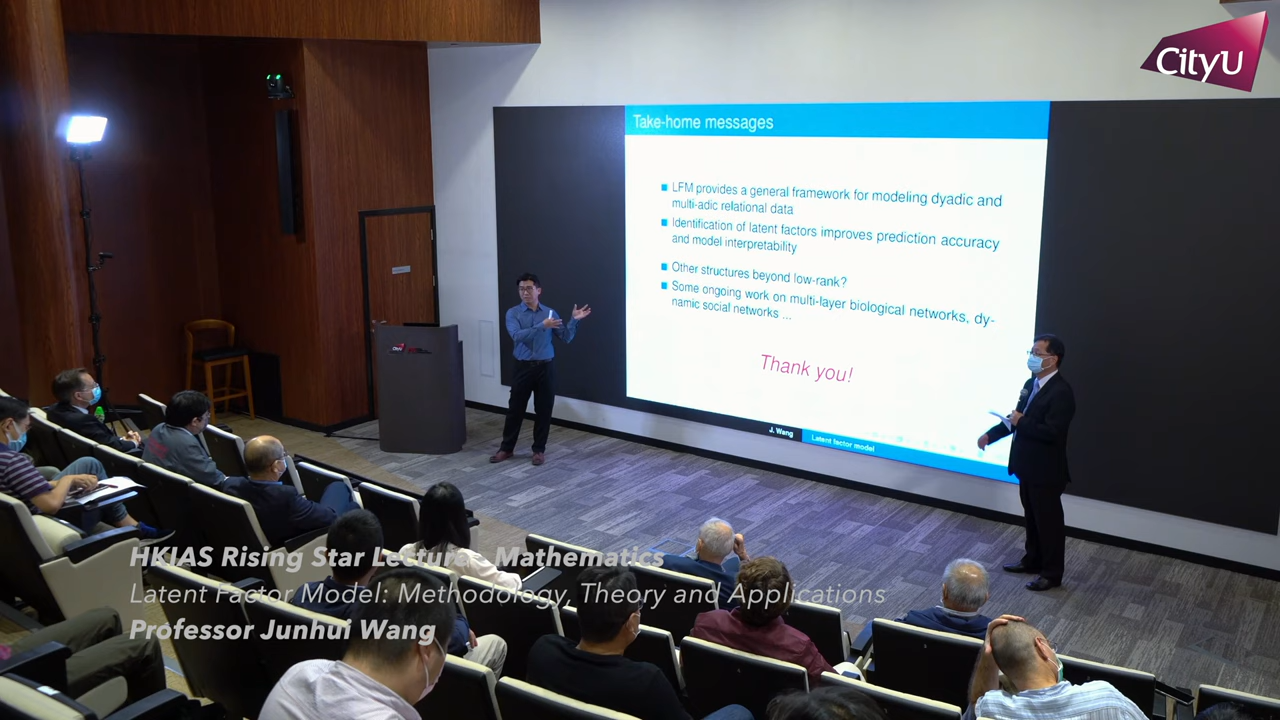 CityU
Take-home messages
LFM provides a general framework for modeling dyadic and
multi-adic relational data
Identification of latent factors improves prediction accuracy
and model interpretability
Other structures beyond low-rank?
Some ongoing work on multi-layer biological networks, dy-
namic social networks ...
Thank you!
J. Wang
Latent factor model
CityU
HKIAS Rising Star Lecture - Mathematics
Latent Factor Model: Methodology, Theory and Applications
Professor Junhui Wang